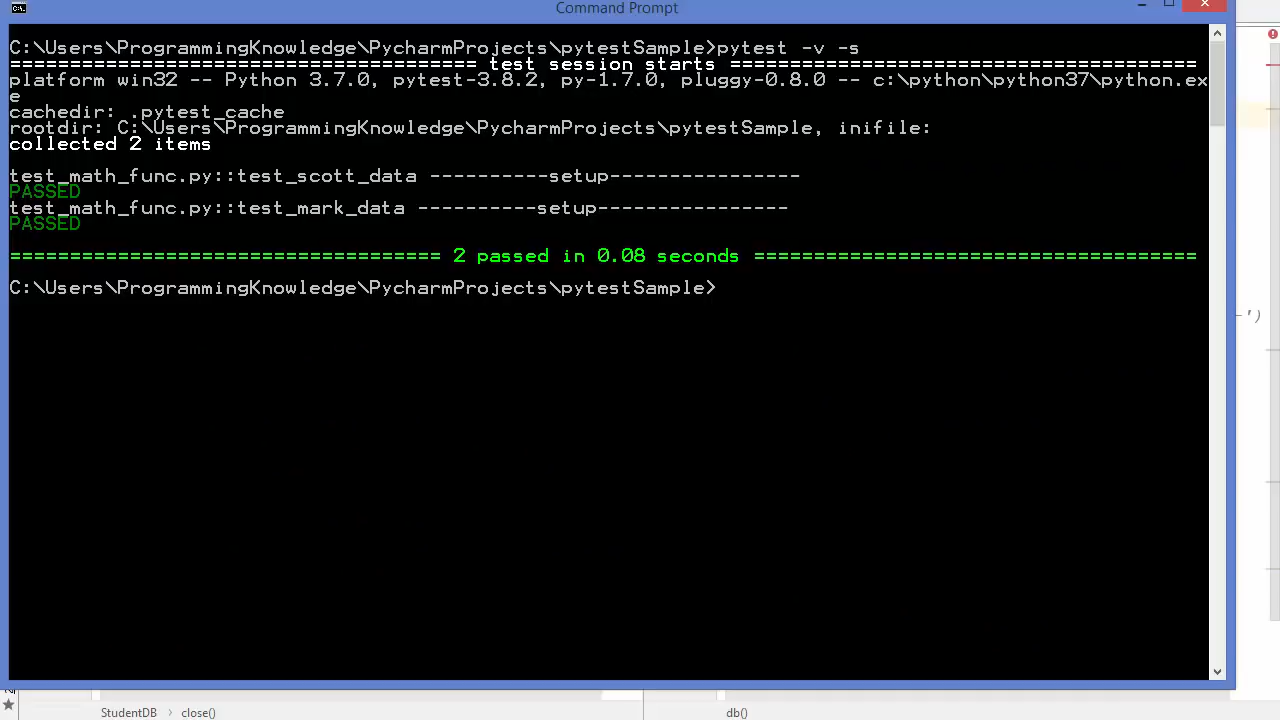 Command Prompt
C:\Users\ProgrammingKnowledge\PycharmProjects\pytestSample>pytest -v -s
======================================= test session starts =======================================
platform win32 -- Python 3.7.0, pytest-3.8.2, py-1.7.0, pluggy-0.8.0 -- c:\python\python37\python.ex
e
cachedir: .pytest_cache
rootdir: C:\Users\ProgrammingKnowledge\PycharmProjects\pytestSample, inifile:
collected 2 items
test_math_func.py::test_scott_data ----------setup----------------
PASSED
test_math_func.py::test_mark_data ----------setup----------------
PASSED
==================================== 2 passed in 0.08 seconds =====================================
C:\Users\ProgrammingKnowledge\PycharmProjects\pytestSample>
-')
StudentDB › close()
db()